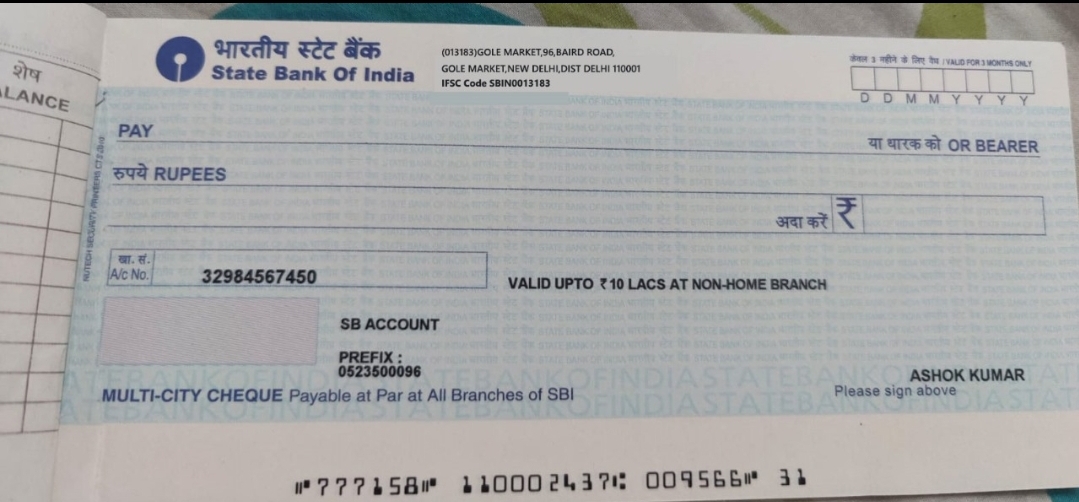 शेष
ALANCE
भारतीय स्टेट बैंक
State Bank Of India
(013183)GOLE MARKET,96,BAIRD ROAD,
GOLE MARKET,NEW DELHI,DIST DELHI 110001
IFSC Code SBIN0013183
केवल 3 महीने के लिए वैध / VALID FOR 3 MONTHS ONLY
D D M M Y Y Y Y
PAY
या धारक को OR BEARER
रुपये RUPEES
अदा करें ₹
खा. सं.
A/c No.
32984567450
VALID UPTO ₹ 10 LACS AT NON-HOME BRANCH
SB ACCOUNT
PREFIX :
0523500096
MULTI-CITY CHEQUE Payable at Par at All Branches of SBI
ASHOK KUMAR
Please sign above
⑈777158⑈ 110002437⑆ 009566⑈ 31